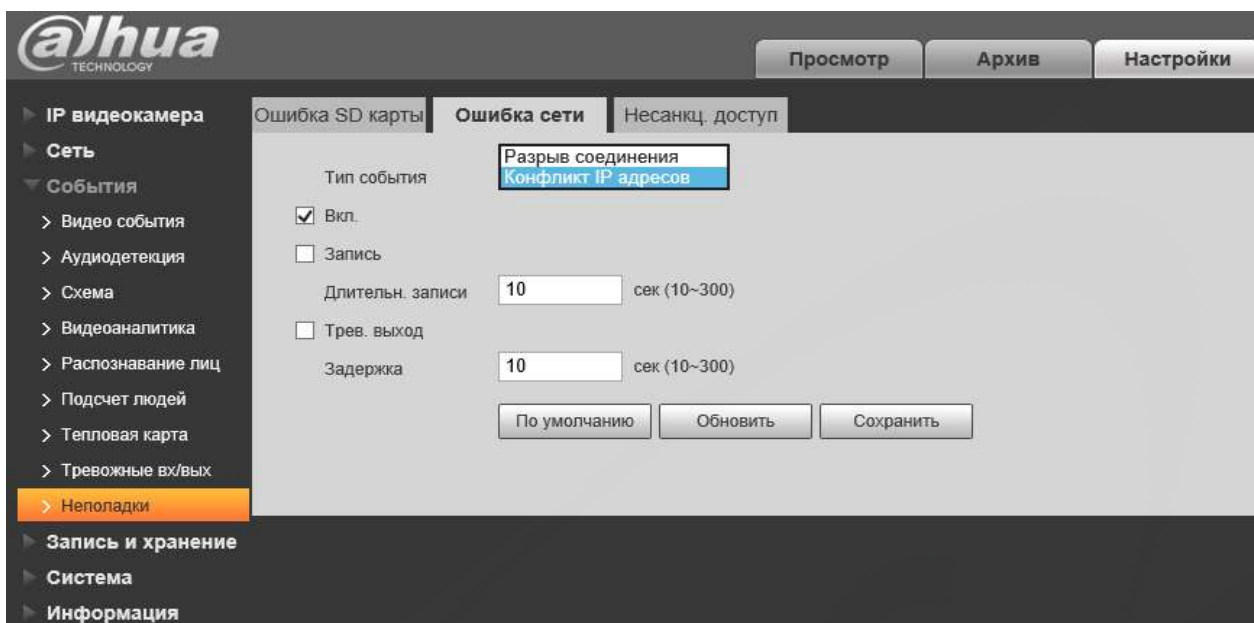 alhua
TECHNOLOGY
Просмотр
Архив
Настройки
IP видеокамера
Сеть
События
Видео события
Аудиодетекция
Схема
Видеоаналитика
Распознавание лиц
Подсчет людей
Тепловая карта
Тревожные вх/вых
Неполадки
Запись и хранение
Система
Информация
Ошибка SD карты
Ошибка сети
Несанкц. доступ
Тип события
Разрыв соединения
Конфликт IP адресов
Вкл.
Запись
Длительн. записи 10 сек (10~300)
Трев. выход
Задержка 10 сек (10~300)
По умолчанию
Обновить
Сохранить